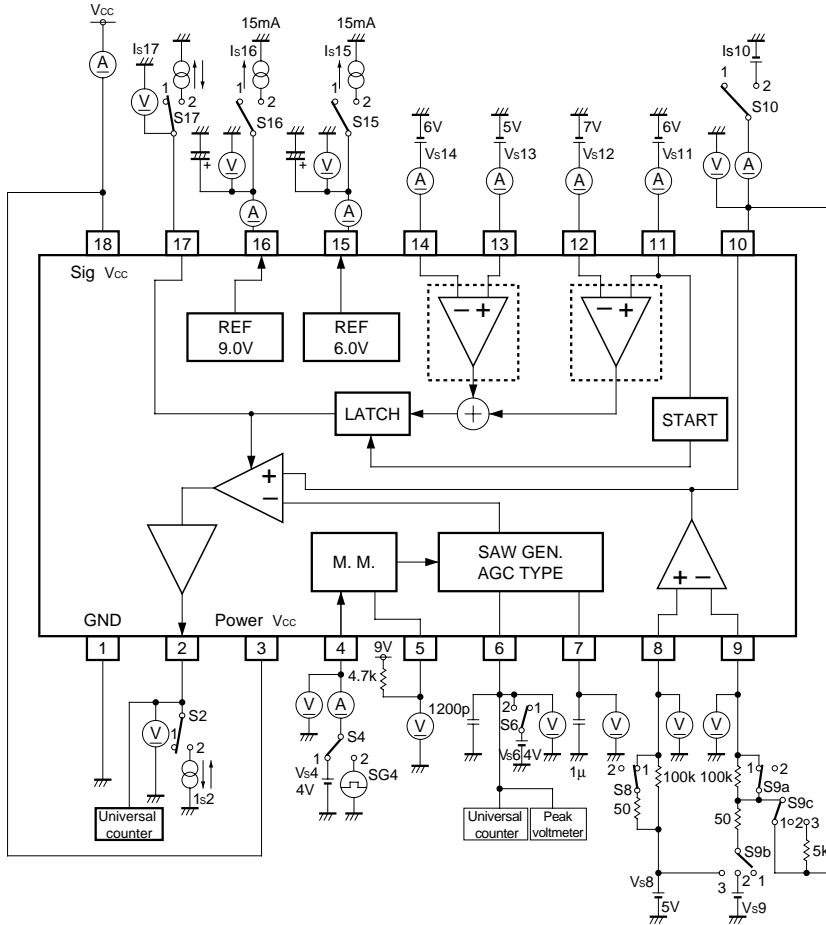 Vcc
A
Is17
V
1
2
S17
15mA
Is16
1
2
S16
+
V
A
15mA
Is15
1
2
S15
+
V
A
6V
Vs14
A
5V
Vs13
A
7V
Vs12
A
6V
Vs11
A
Is10
1
2
S10
V
A
18
17
16
15
14
13
12
11
10
Sig Vcc
REF
9.0V
REF
6.0V
− +
− +
LATCH
+
START
+
−
M. M.
SAW GEN.
AGC TYPE
+ −
GND
Power Vcc
1
2
3
4
5
6
7
8
9
V
S2
1
2
1s2
Universal
counter
V
A
S4
1
2
Vs4
4V
SG4
9V
4.7k
V
1200p
2
1
S6
Vs6 4V
V
Universal
counter
Peak
voltmeter
1µ
V
V
V
2
1
S8
100k
50
100k
1
2
S9a
50
S9c
1
2
3
S9b
5k
3
2
1
Vs8
5V
Vs9